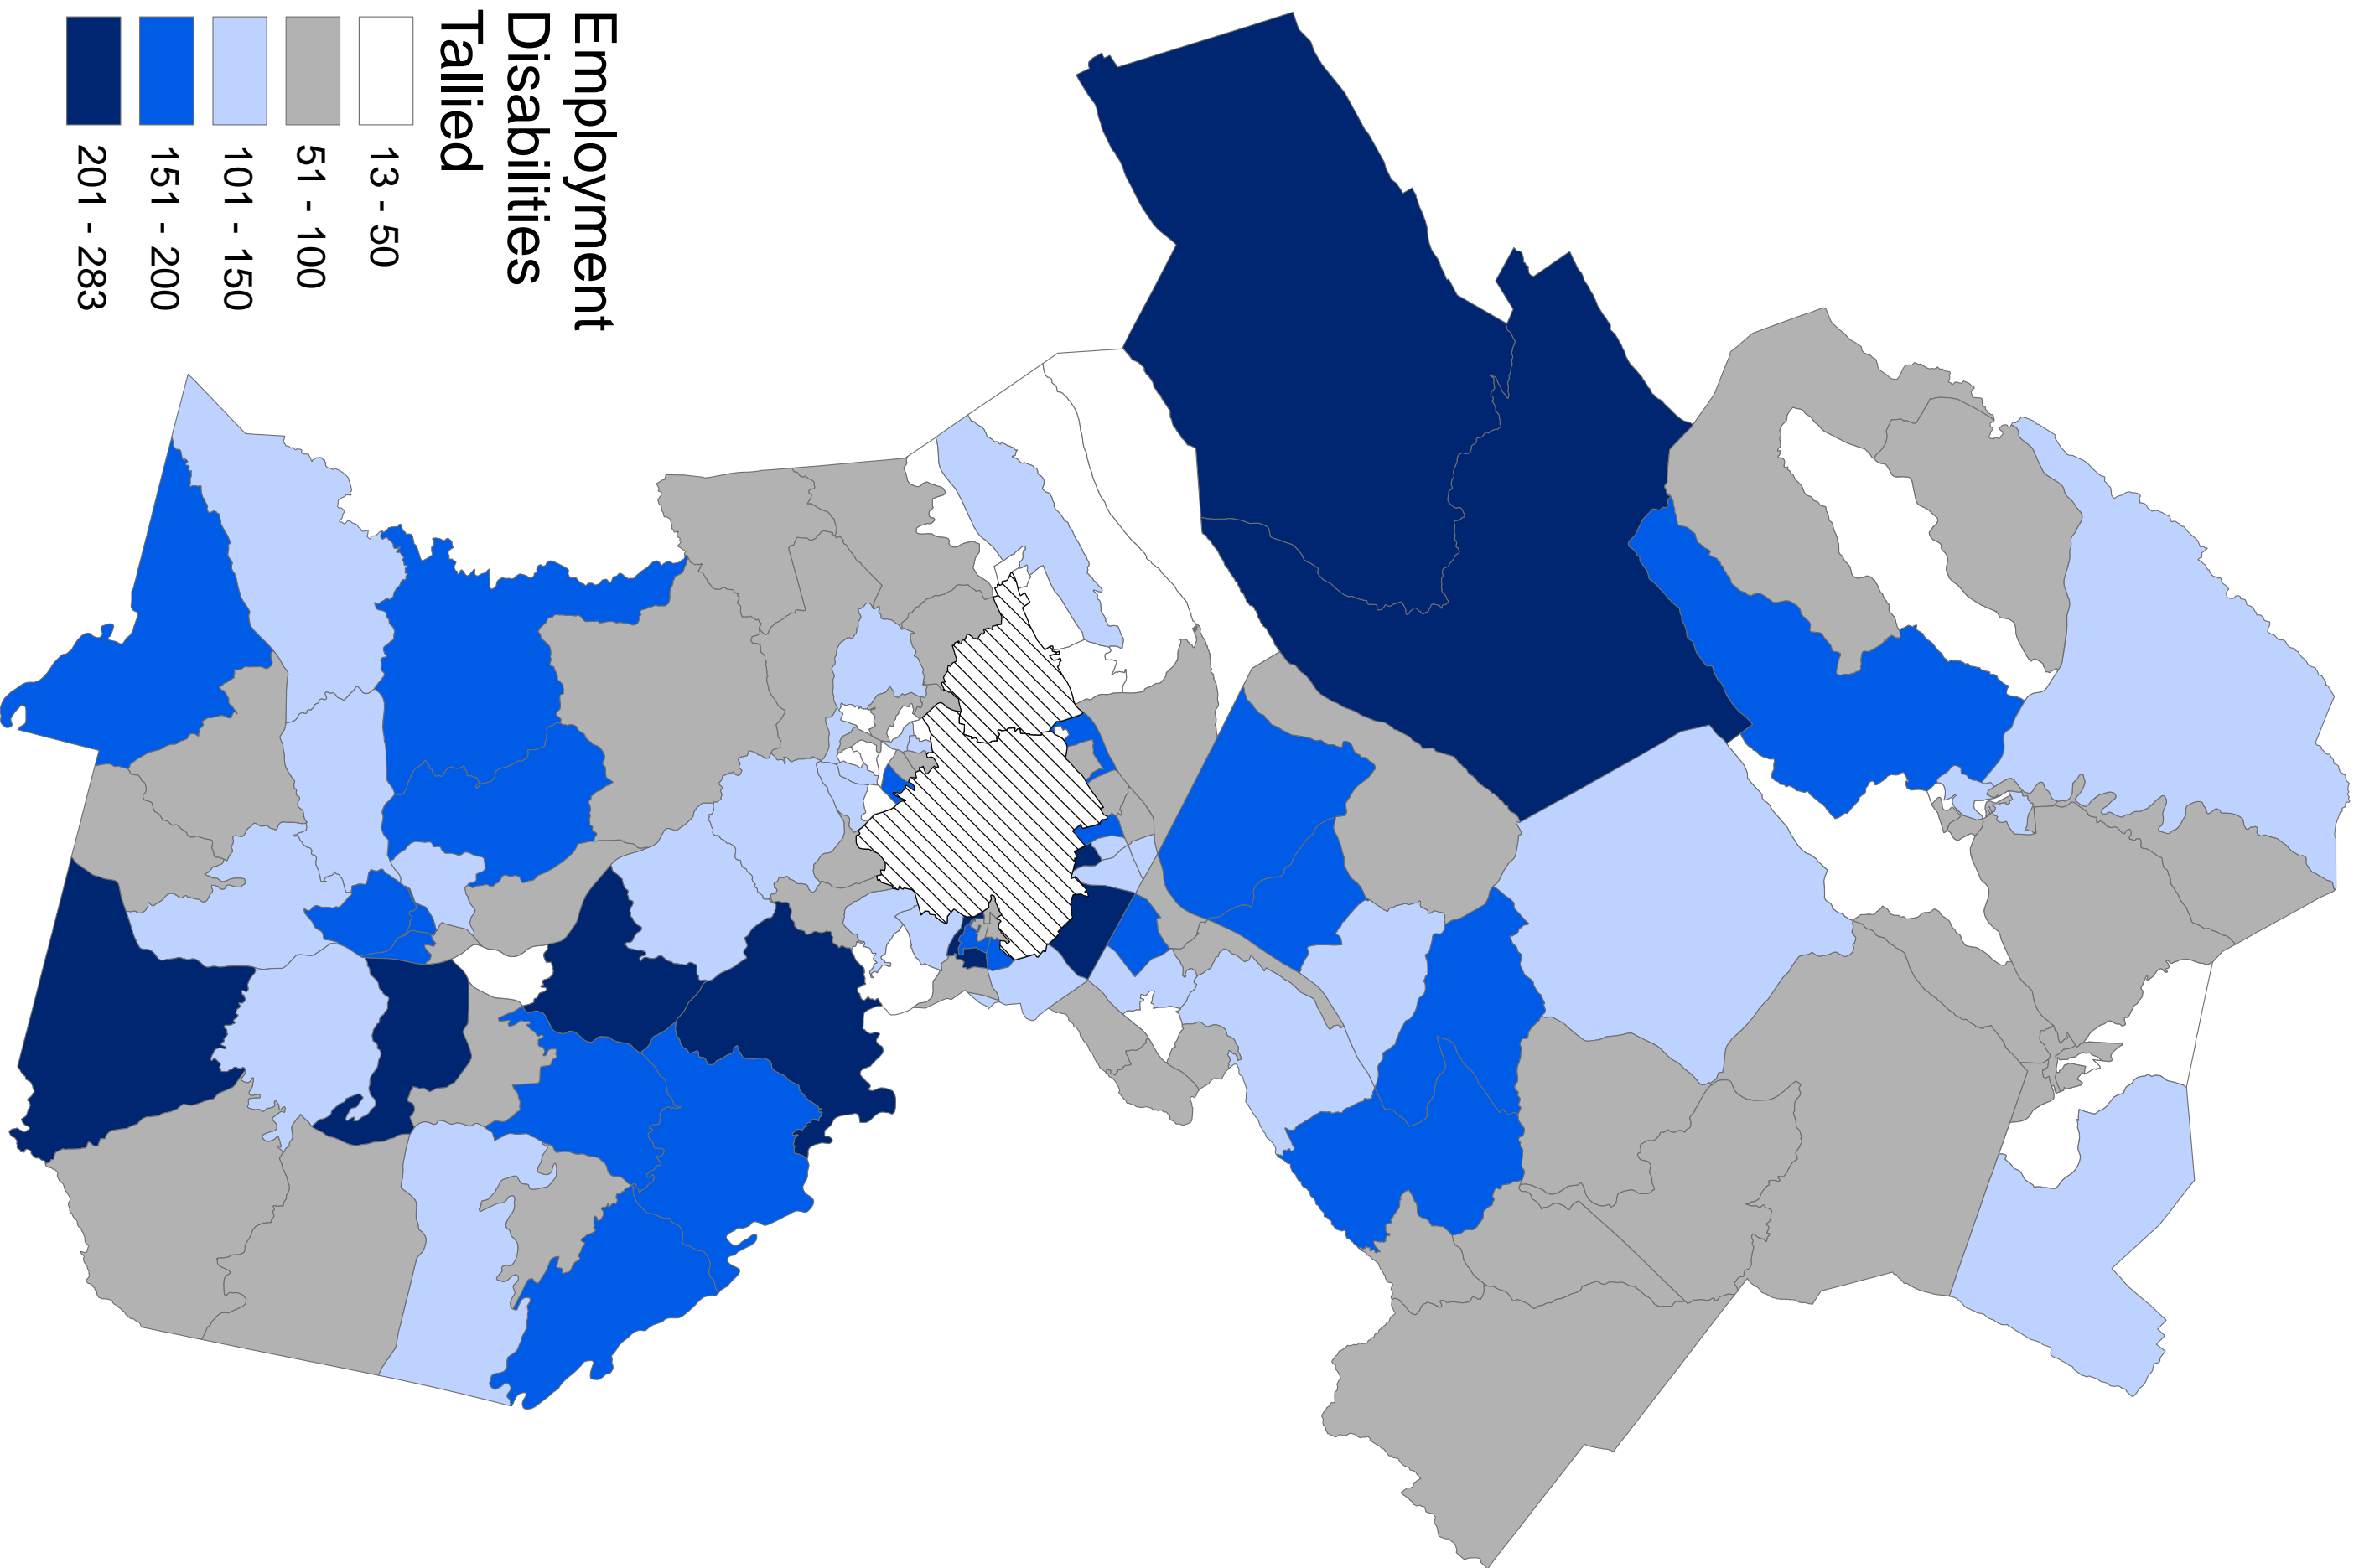 Employment
Disabilities
Tallied
13 - 50
51 - 100
101 - 150
151 - 200
201 - 283